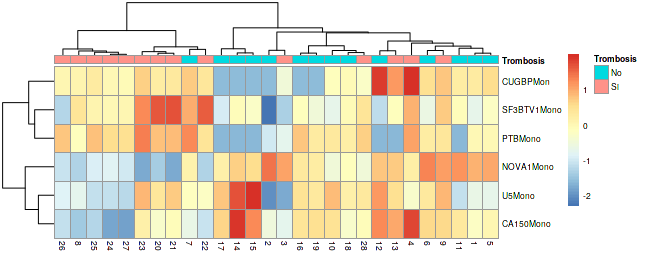 Trombosis
CUGBPMon
SF3BTV1Mono
PTBMono
NOVA1Mono
U5Mono
CA150Mono
26 8 25 24 27 23 20 21 7 22 17 14 15 2 3 16 19 10 18 28 12 13 4 6 9 11 1 5
1
0
-1
-2
Trombosis
No
SI